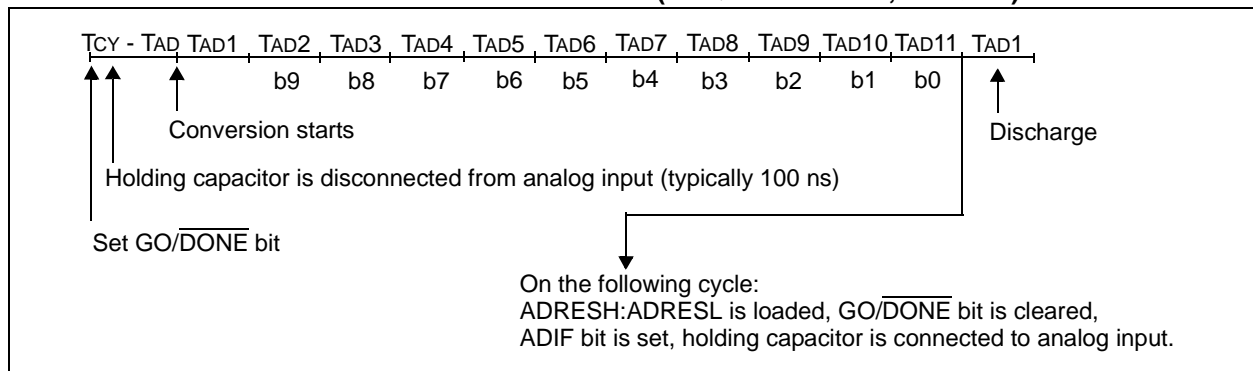 TCY - TAD TAD1 TAD2 TAD3 TAD4 TAD5 TAD6 TAD7 TAD8 TAD9 TAD10 TAD11 TAD1
b9 b8 b7 b6 b5 b4 b3 b2 b1 b0
Conversion starts
Discharge
Holding capacitor is disconnected from analog input (typically 100 ns)
Set GO/DONE bit
On the following cycle:
ADRESH:ADRESL is loaded, GO/DONE bit is cleared,
ADIF bit is set, holding capacitor is connected to analog input.